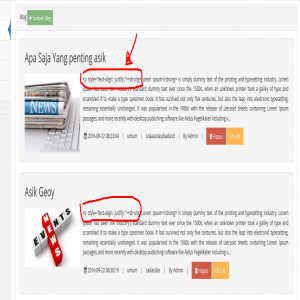 Blog + Tambah Blog
Apa Saja Yang penting asik
<p style="text-align: justify;"><strong>Lorem Ipsum</strong> is simply dummy text of the printing and typesetting industry. Lorem
Ipsum has been the industry's standard dummy text ever since the 1500s, when an unknown printer took a galley of type and
scrambled it to make a type specimen book. It has survived not only five centuries, but also the leap into electronic typesetting,
remaining essentially unchanged. It was popularised in the 1960s with the release of Letraset sheets containing Lorem Ipsum
passages, and more recently with desktop publishing software like Aldus PageMaker including v...
2016-09-22 08:33:04 | umum | | By Admin | Hapus Edit
NEWS
Asik Geoy
<p style="text-align: justify;"><strong>Lorem Ipsum</strong> is simply dummy text of the printing and typesetting industry. Lorem
Ipsum has been the industry's standard dummy text ever since the 1500s, when an unknown printer took a galley of type and
scrambled it to make a type specimen book. It has survived not only five centuries, but also the leap into electronic typesetting,
remaining essentially unchanged. It was popularised in the 1960s with the release of Letraset sheets containing Lorem Ipsum
passages, and more recently with desktop publishing software like Aldus PageMaker including v...
2016-09-22 08:30:19 | umum | | By Admin | Hapus Edit
EVENTS
NEWS